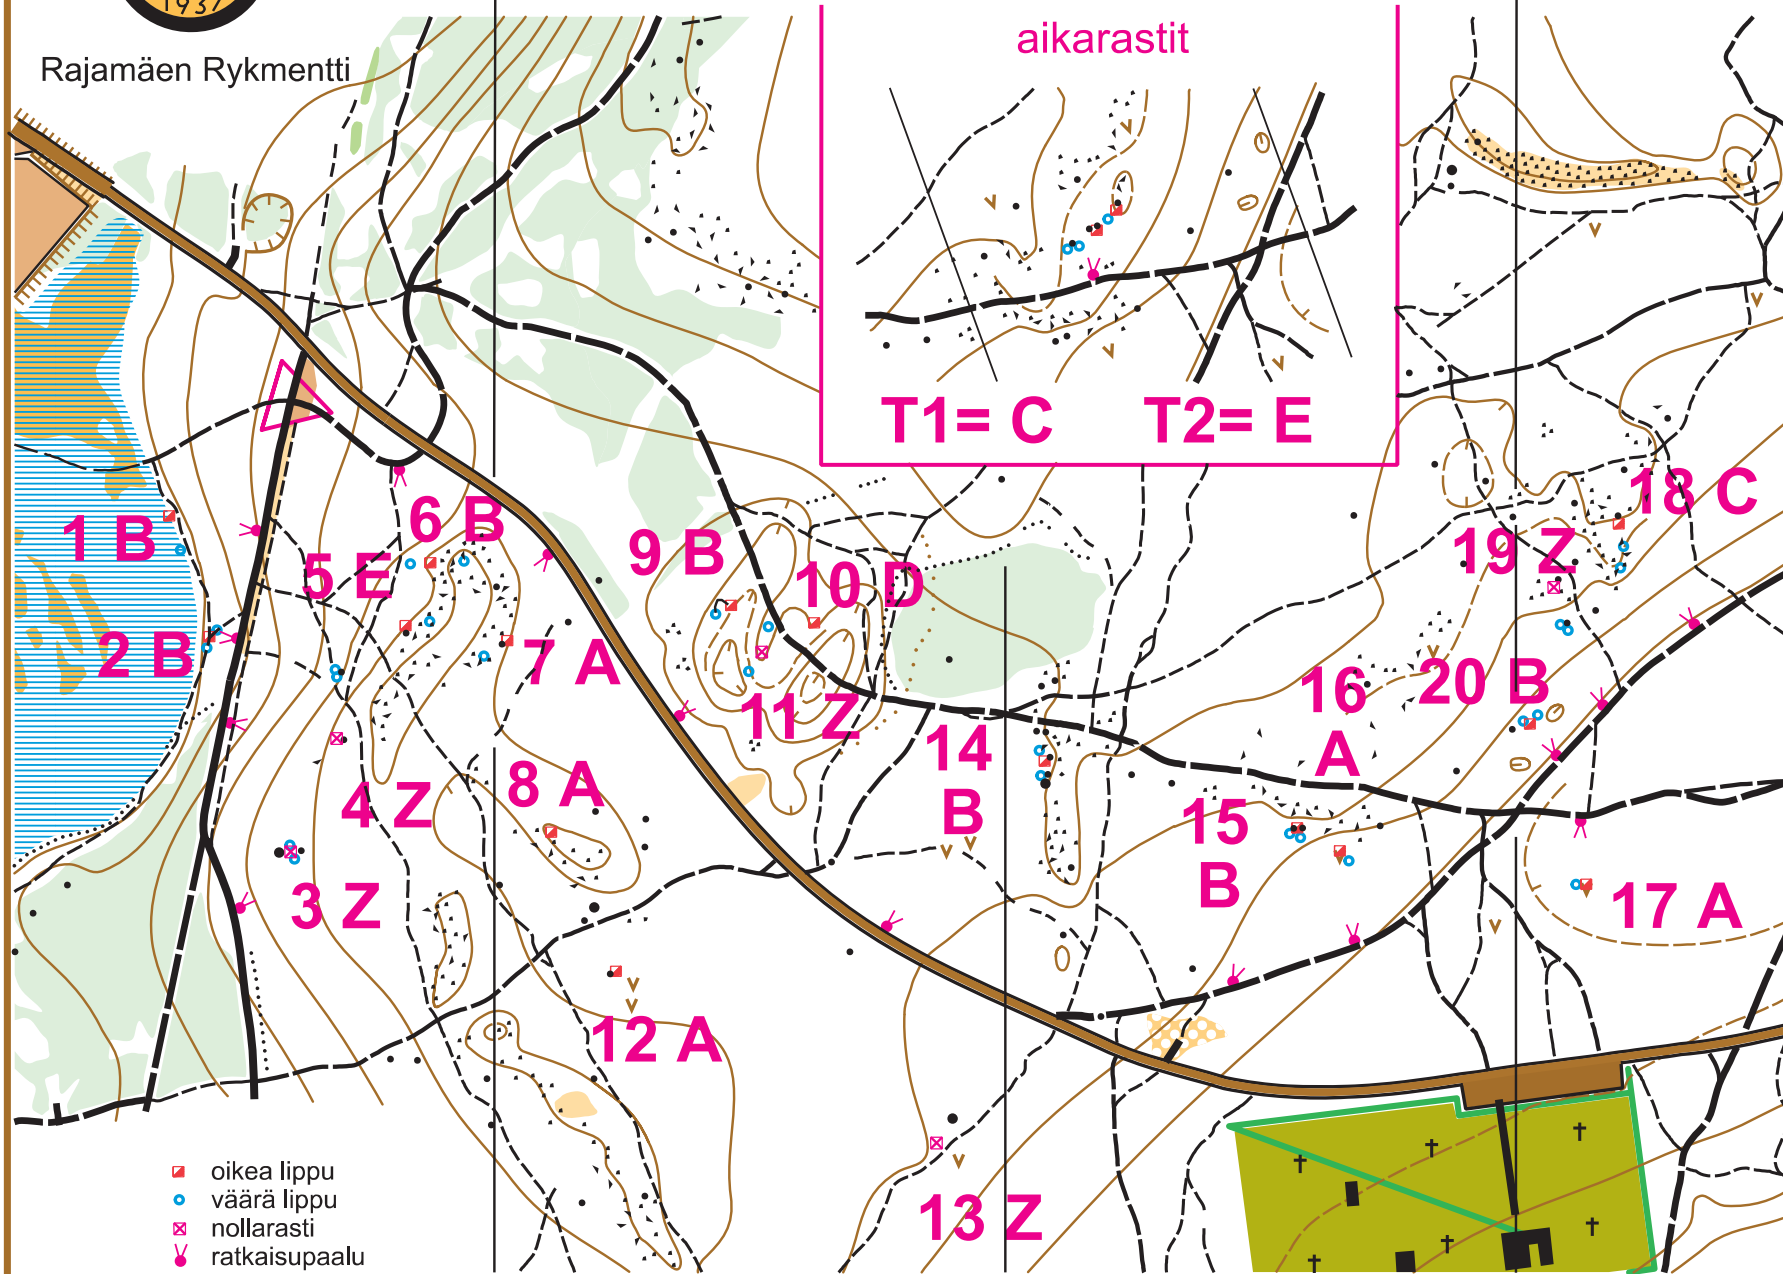 1937
Rajamäen Rykmentti
aikarastit
T1= C
T2= E
1 B
2 B
3 Z
4 Z
5 E
6 B
7 A
8 A
9 B
10 D
11 Z
12 A
13 Z
14
B
15
B
16
A
17 A
18 C
19 Z
20 B
oikea lippu
väärä lippu
nollarasti
ratkaisupaalu